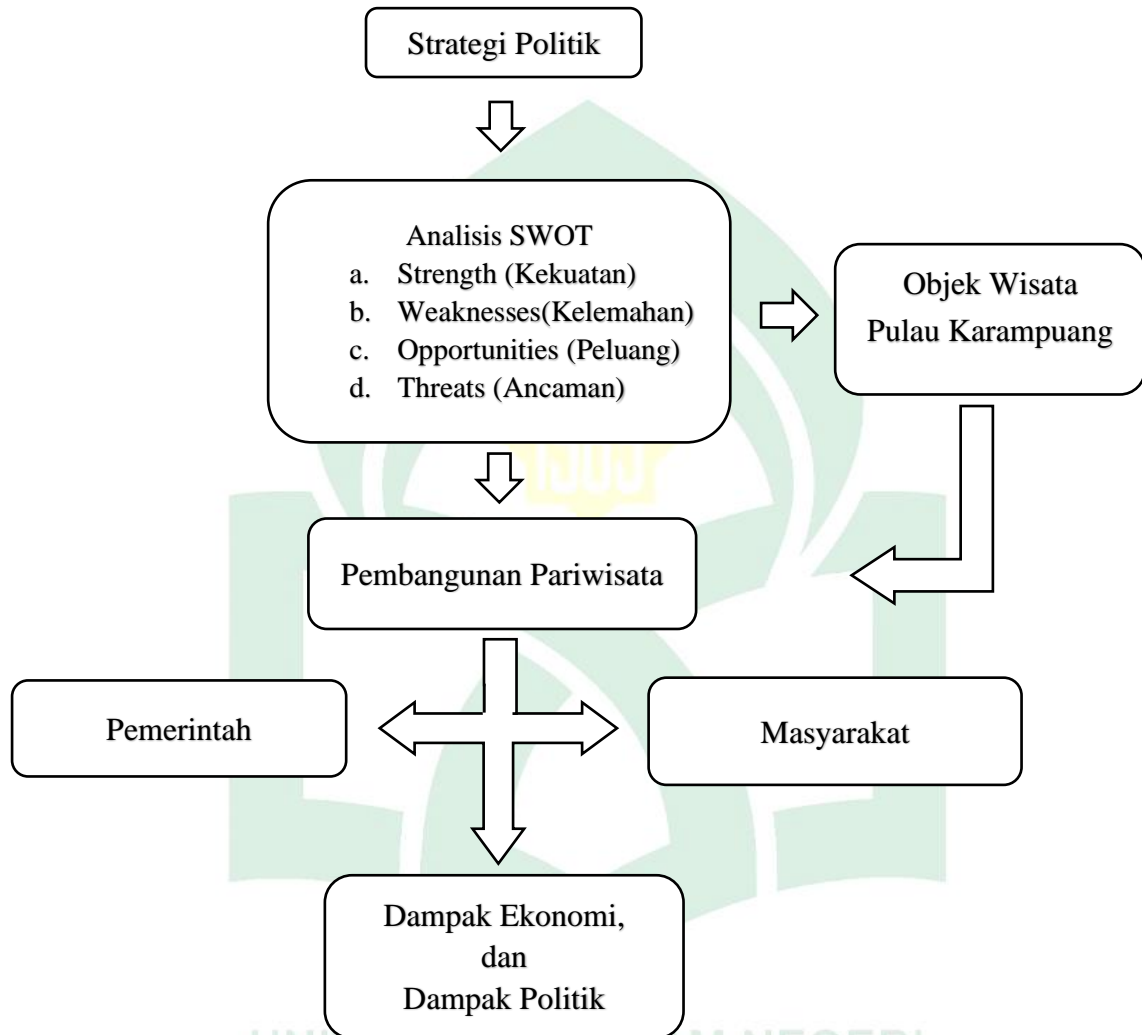 Strategi Politik
Analisis SWOT
a. Strength (Kekuatan)
b. Weaknesses(Kelemahan)
c. Opportunities (Peluang)
d. Threats (Ancaman)
Objek Wisata
Pulau Karampuang
Pembangunan Pariwisata
Pemerintah
Masyarakat
Dampak Ekonomi,
dan
Dampak Politik